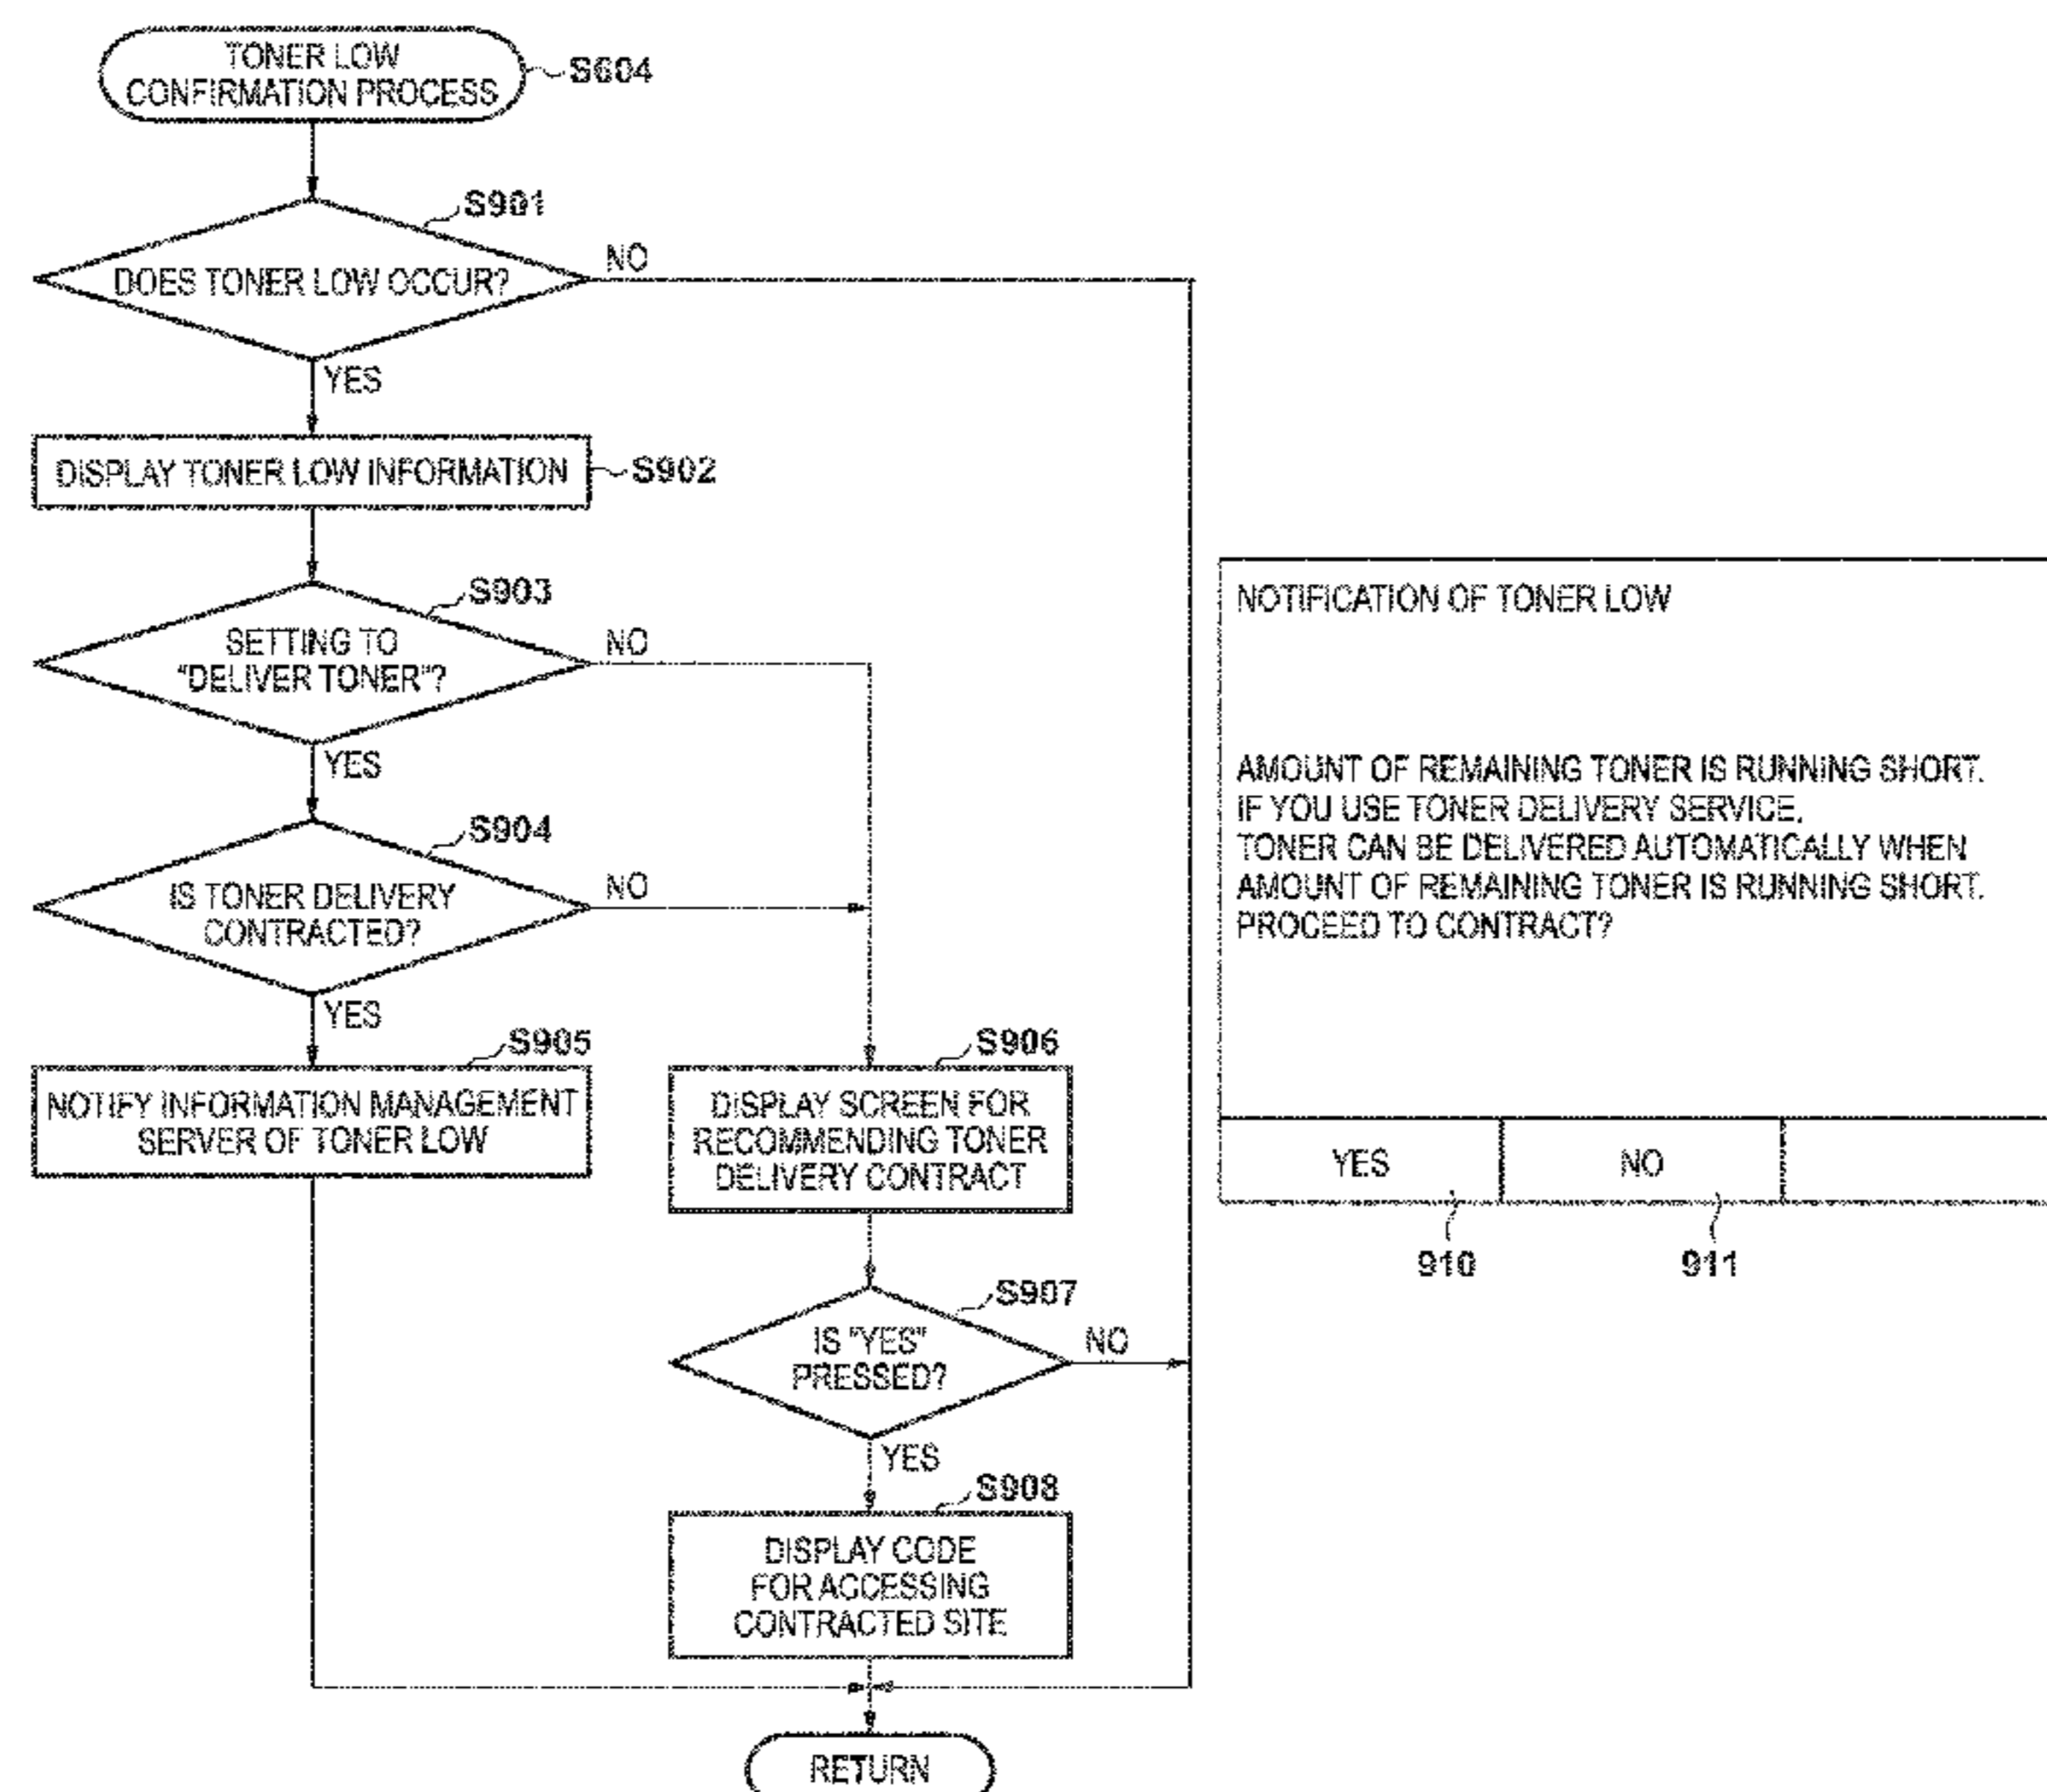 TONER LOW
CONFIRMATION PROCESS
S604
S901
DOES TONER LOW OCCUR?
NO
YES
DISPLAY TONER LOW INFORMATION
S902
S903
SETTING TO
"DELIVER TONER"?
NO
YES
S904
IS TONER DELIVERY
CONTRACTED?
NO
YES
S905
NOTIFY INFORMATION MANAGEMENT
SERVER OF TONER LOW
S906
DISPLAY SCREEN FOR
RECOMMENDING TONER
DELIVERY CONTRACT
S907
IS "YES"
PRESSED?
NO
YES
S908
DISPLAY CODE
FOR ACCESSING
CONTRACTED SITE
RETURN
NOTIFICATION OF TONER LOW
AMOUNT OF REMAINING TONER IS RUNNING SHORT.
IF YOU USE TONER DELIVERY SERVICE,
TONER CAN BE DELIVERED AUTOMATICALLY WHEN
AMOUNT OF REMAINING TONER IS RUNNING SHORT.
PROCEED TO CONTRACT?
YES
NO
910
911